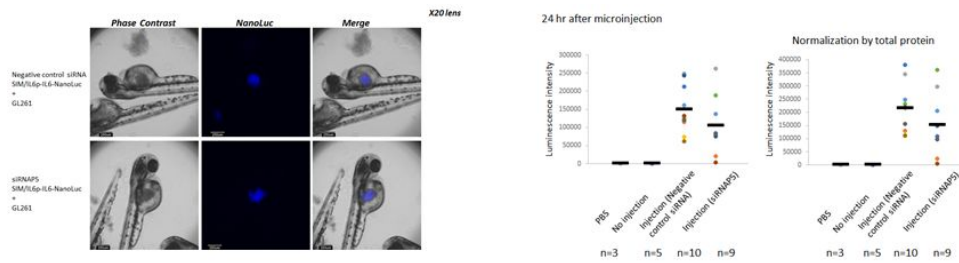 X20 lens
Phase Contrast NanoLuc Merge
Negative control siRNA
SIM/IL6p-IL6-NanoLuc
+
GL261
siRNAP5
SIM/IL6p-IL6-NanoLuc
+
GL261
24 hr after microinjection
Luminescence intensity
300000
250000
200000
150000
100000
50000
0
PBS
No injection
Injection (Negative control siRNA)
Injection (siRNAP5)
n=3 n=5 n=10 n=9
Normalization by total protein
Luminescence intensity
400000
350000
300000
250000
200000
150000
100000
50000
0
PBS
No injection
Injection (Negative control siRNA)
Injection (siRNAP5)
n=3 n=5 n=10 n=9